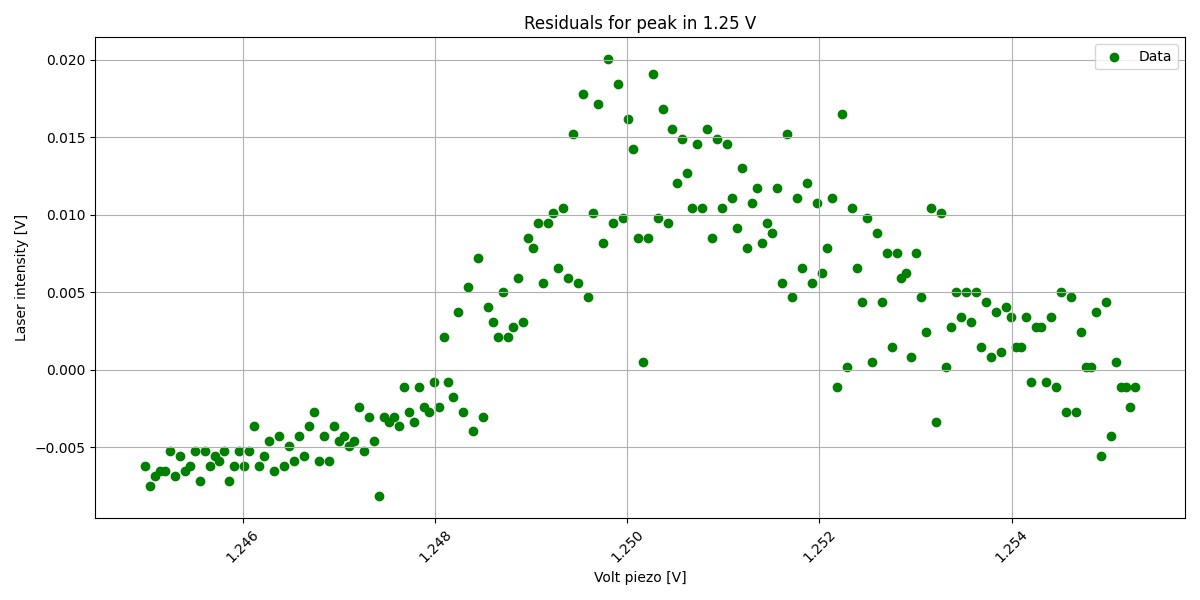 Residuals for peak in 1.25 V
Data
0.020
0.015
0.010
0.005
0.000
−0.005
Laser intensity [V]
1.246
1.248
1.250
1.252
1.254
Volt piezo [V]